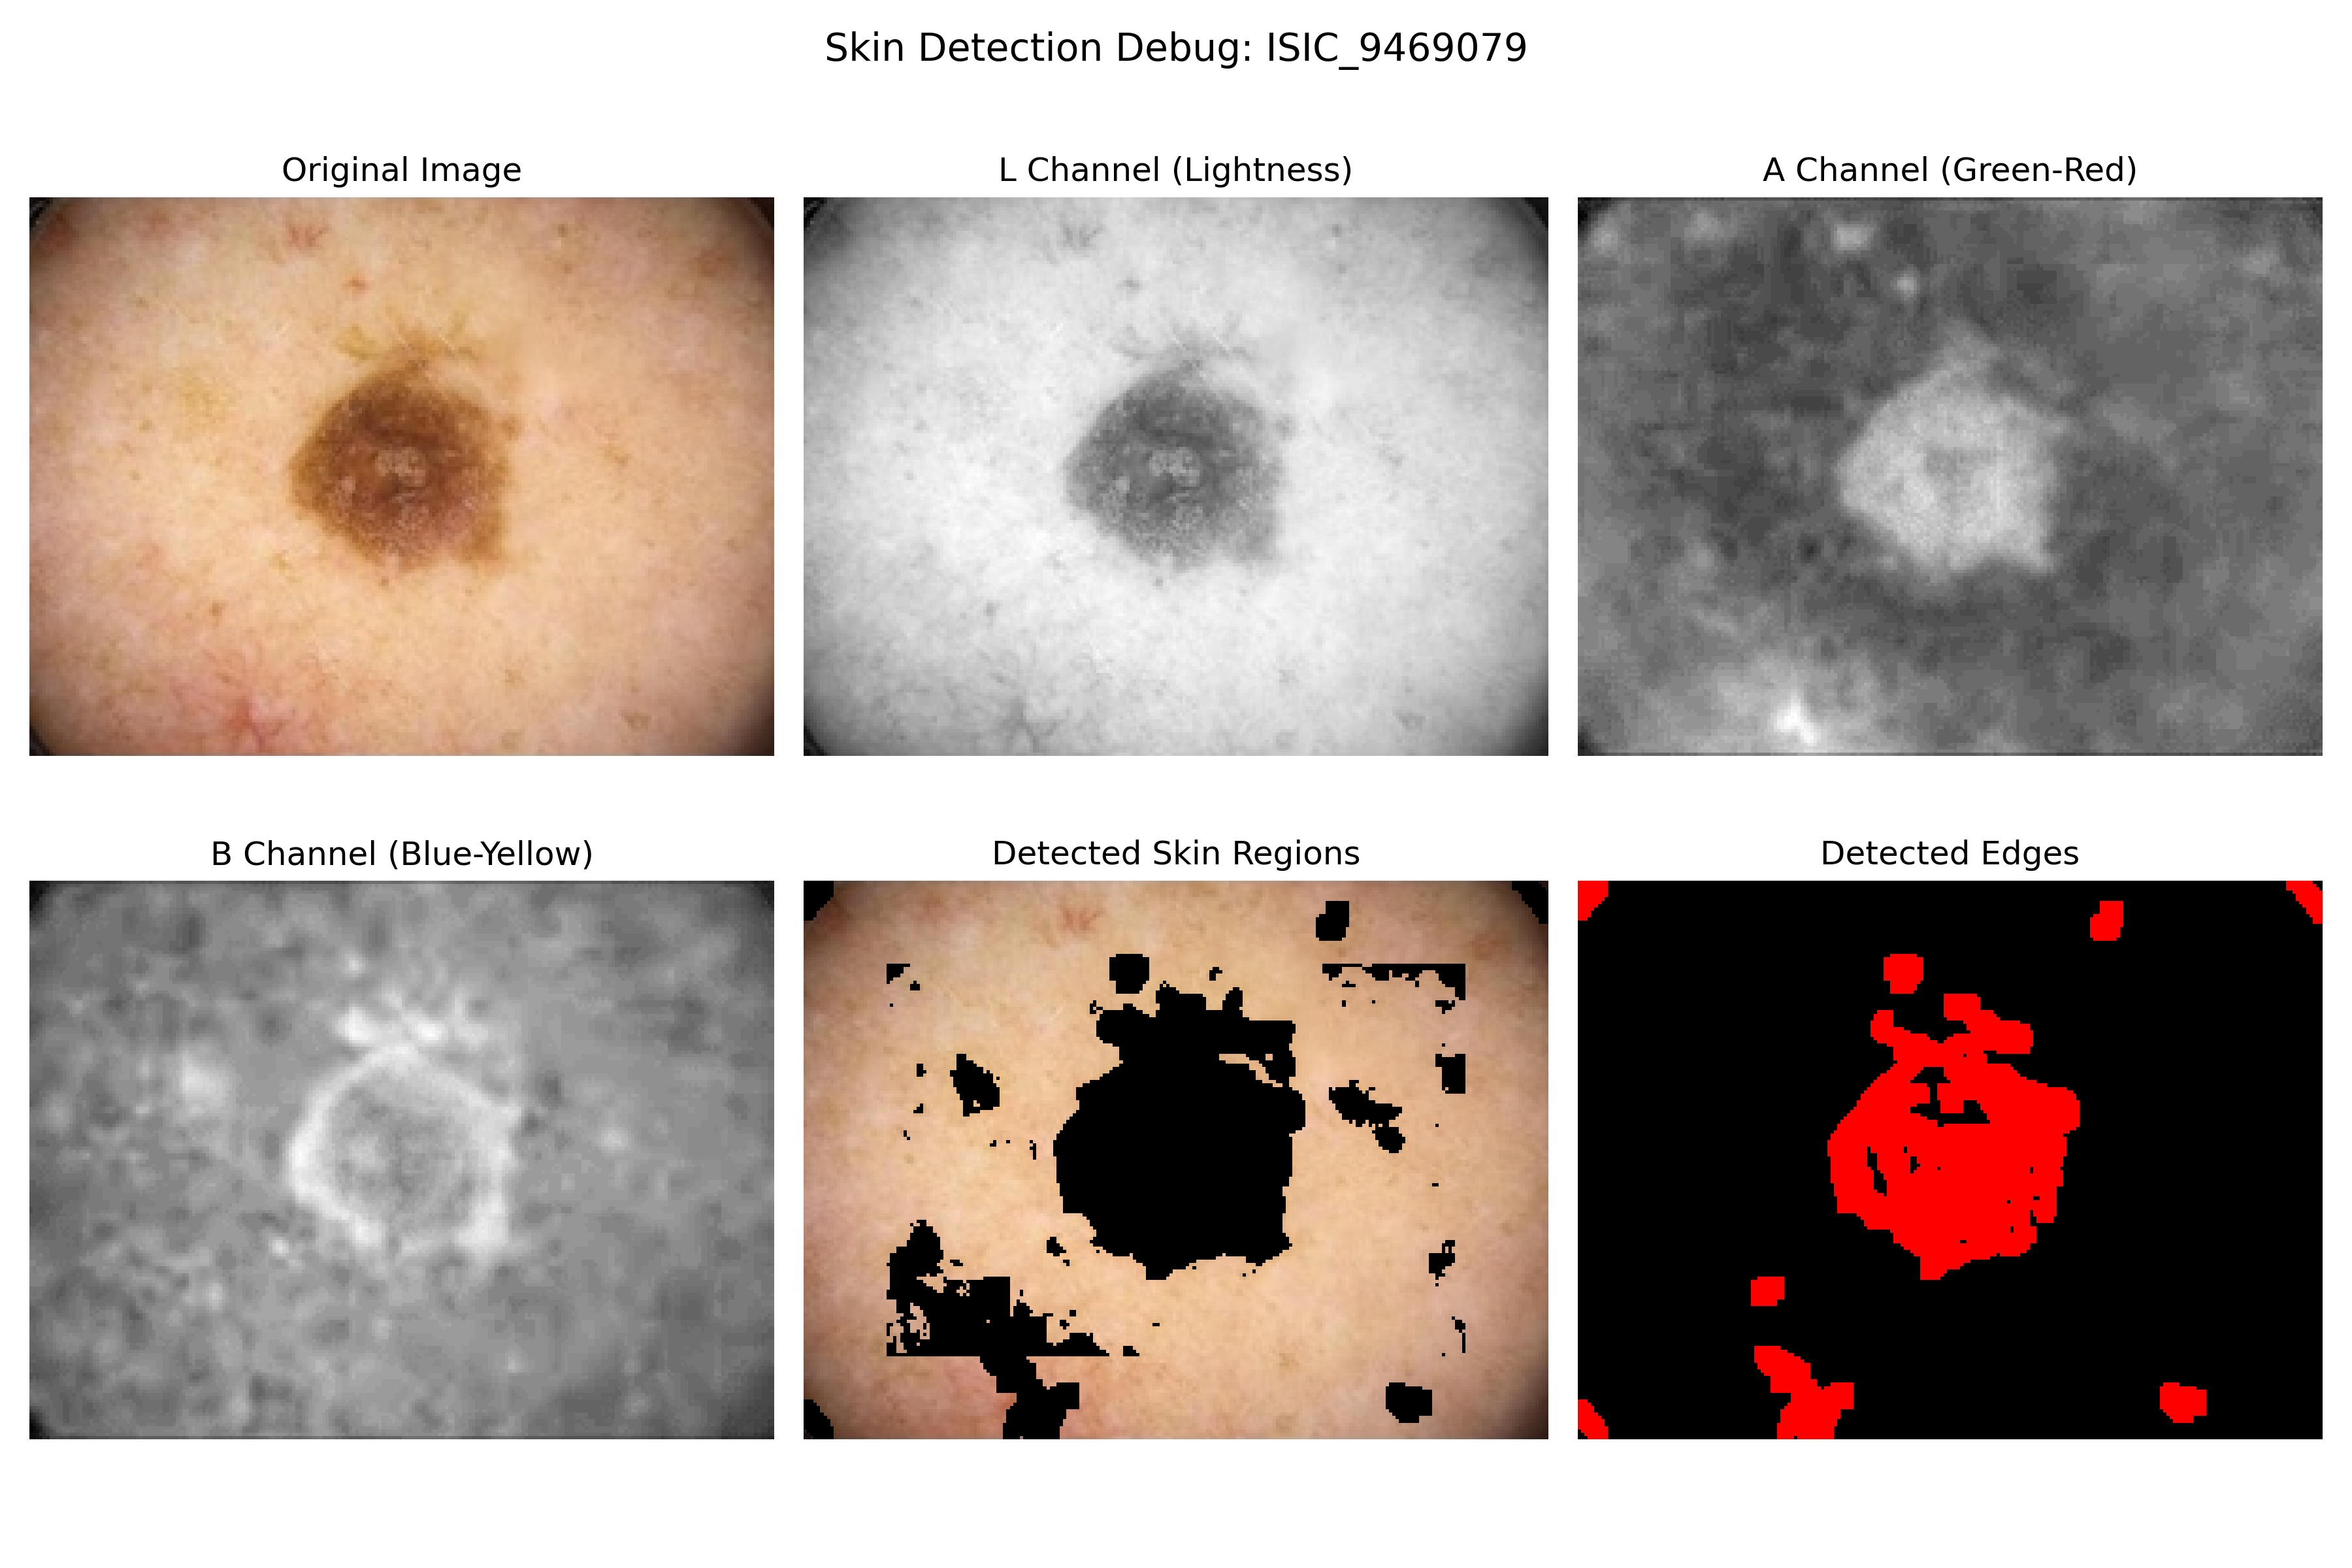 Skin Detection Debug: ISIC_9469079
Original Image
L Channel (Lightness)
A Channel (Green-Red)
B Channel (Blue-Yellow)
Detected Skin Regions
Detected Edges